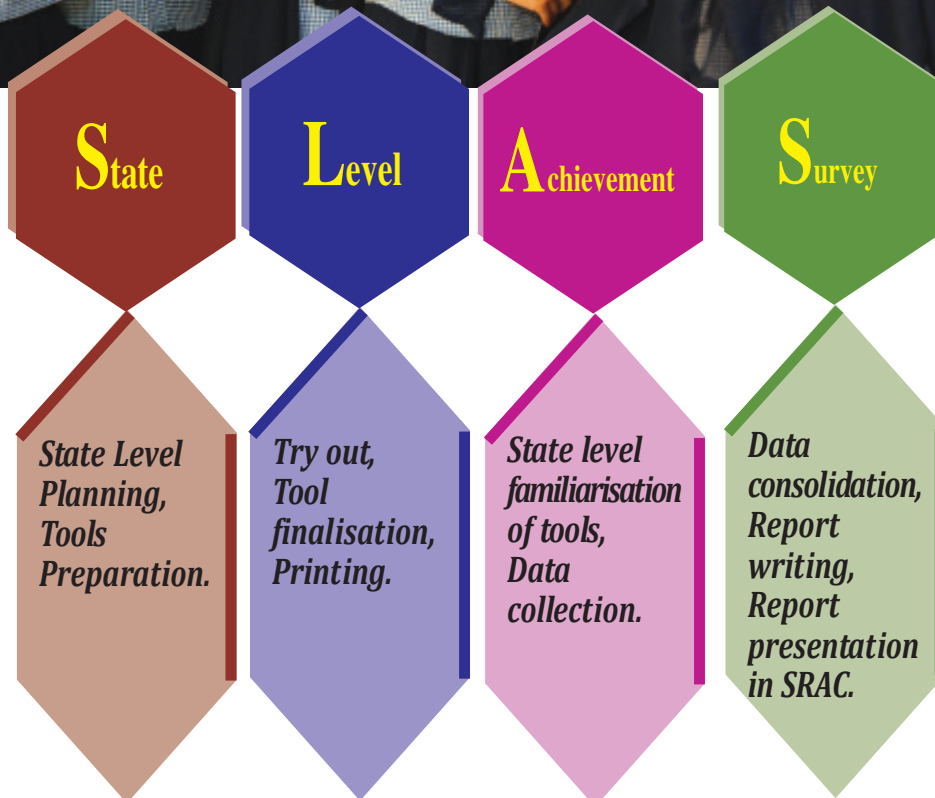 State
Level
Achievement
Survey
State Level
Planning,
Tools
Preparation.
Try out,
Tool
finalisation,
Printing.
State level
familiarisation
of tools,
Data
collection.
Data
consolidation,
Report
writing,
Report
presentation
in SRAC.